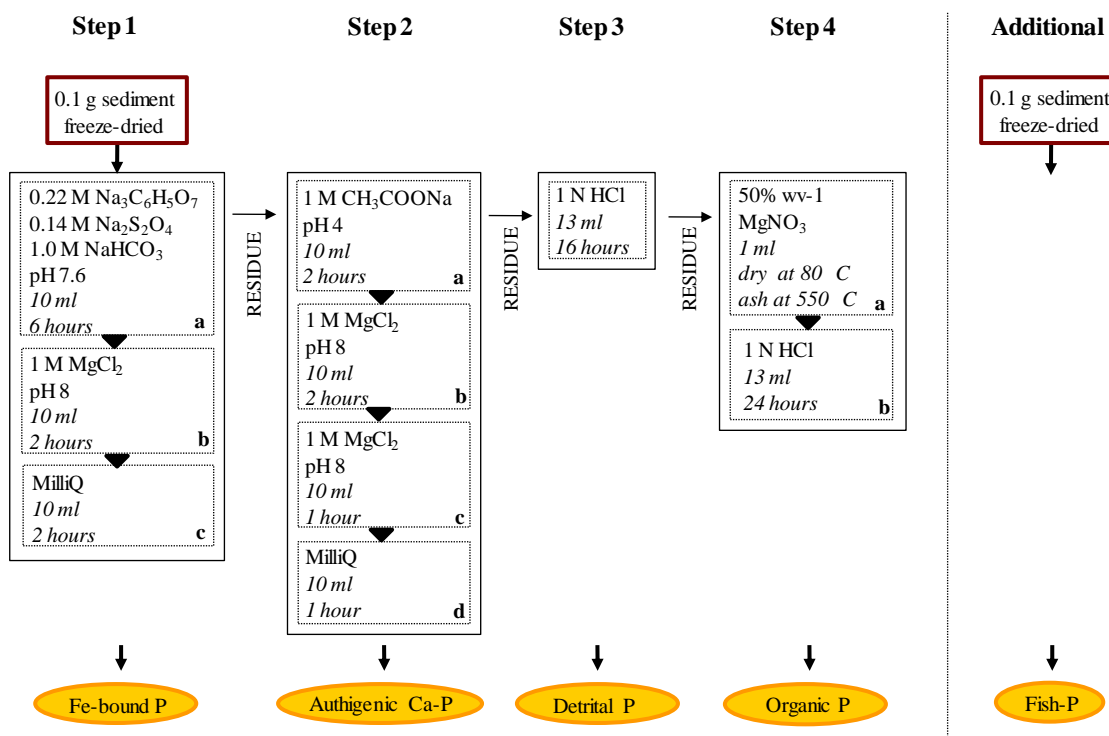 Step 1
Step 2
Step 3
Step 4
Additional
0.1 g sediment
freeze-dried
0.1 g sediment
freeze-dried
0.22 M Na₃C₆H₅O₇
0.14 M Na₂S₂O₄
1.0 M NaHCO₃
pH 7.6
10 ml
6 hours
a
1 M MgCl₂
pH 8
10 ml
2 hours
b
MilliQ
10 ml
2 hours
c
RESIDUE
1 M CH₃COONa
pH 4
10 ml
2 hours
a
1 M MgCl₂
pH 8
10 ml
2 hours
b
1 M MgCl₂
pH 8
10 ml
1 hour
c
MilliQ
10 ml
1 hour
d
RESIDUE
1 N HCl
13 ml
16 hours
RESIDUE
50% wv-1
MgNO₃
1 ml
dry at 80 C
ash at 550 C
a
1 N HCl
13 ml
24 hours
b
Fe-bound P
Authigenic Ca-P
Detrital P
Organic P
Fish-P